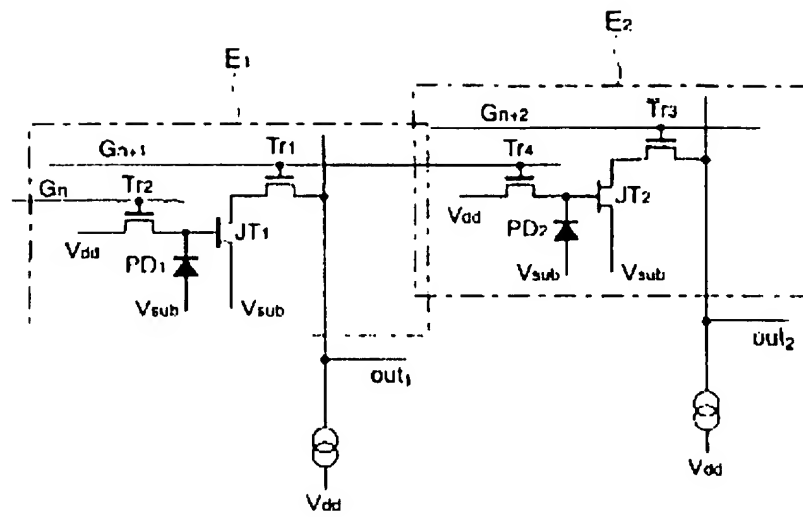 E1
E2
Gn+2
Tr3
Gn+1
Tr1
Tr4
Gn
Tr2
JT1
JT2
Vdd
PD1
Vdd
PD2
Vsub
Vsub
Vsub
Vsub
out1
out2
Vdd
Vdd